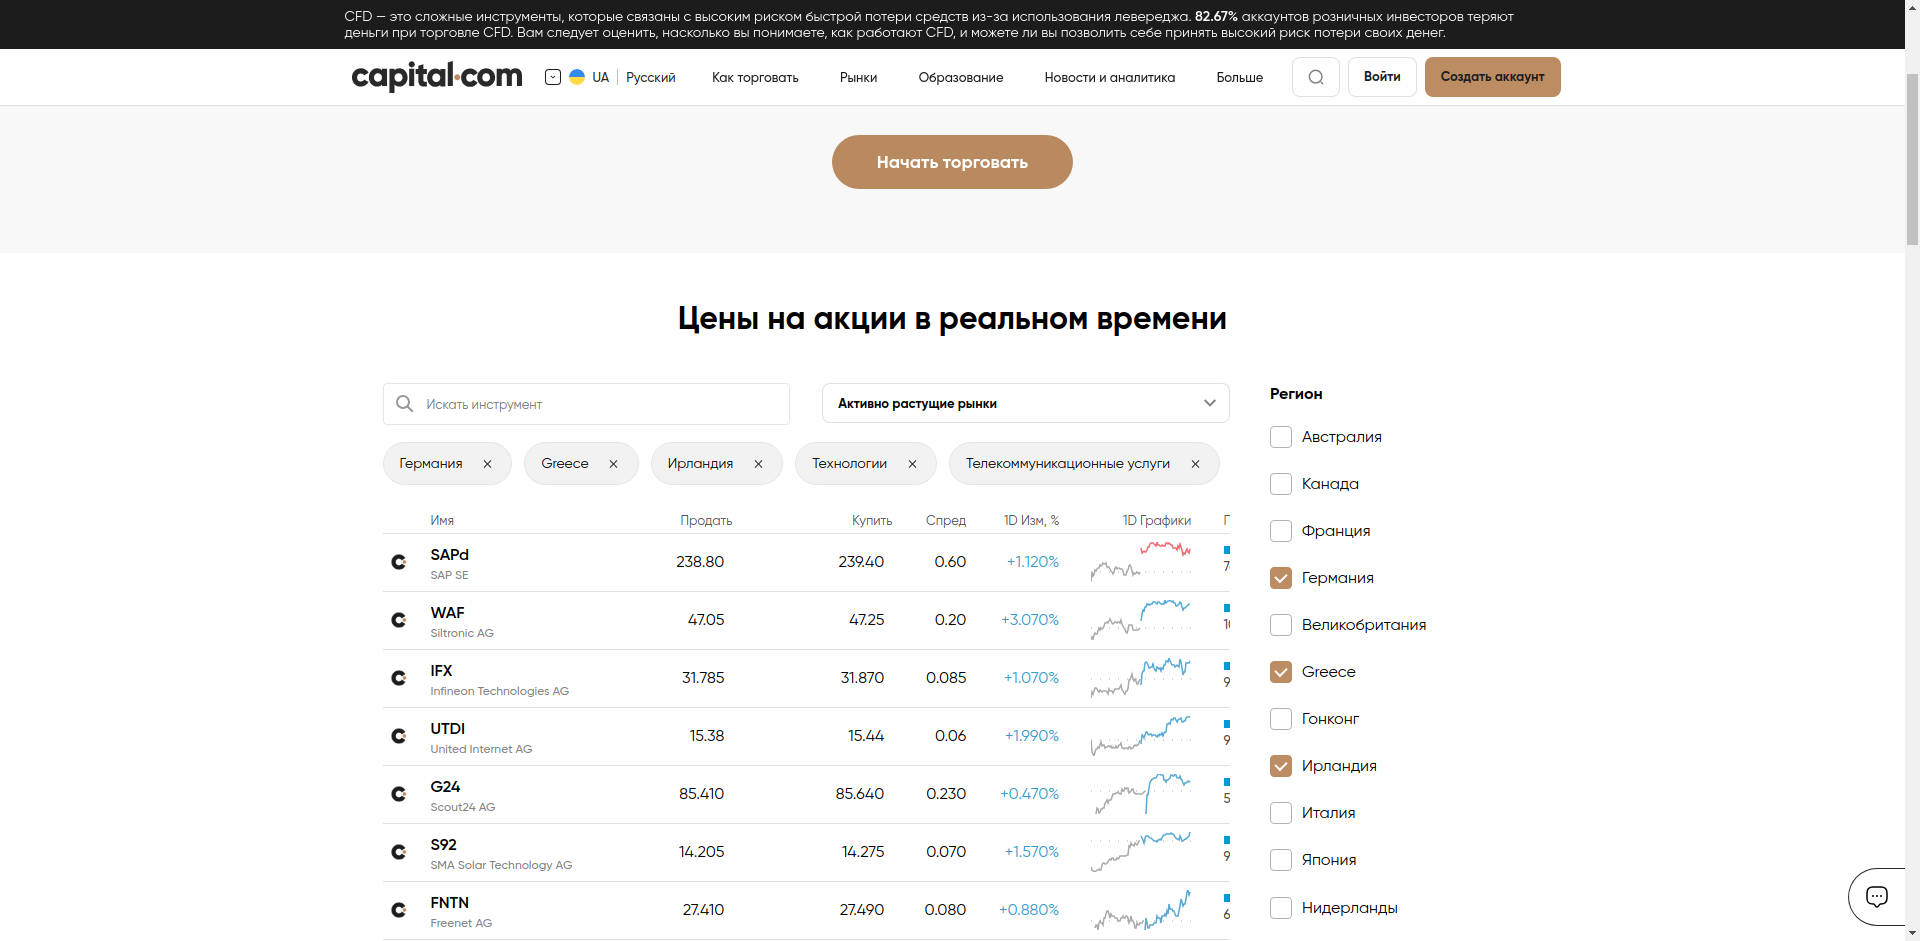 CFD — это сложные инструменты, которые связаны с высоким риском быстрой потери средств из-за использования левереджа. 82.67% аккаунтов розничных инвесторов теряют
деньги при торговле CFD. Вам следует оценить, насколько вы понимаете, как работают CFD, и можете ли вы позволить себе принять высокий риск потери своих денег.
capital.com UA Русский Как торговать Рынки Образование Новости и аналитика Больше Войти Создать аккаунт
Начать торговать
Цены на акции в реальном времени
Искать инструмент
Активно растущие рынки
Германия Greece Ирландия Технологии Телекоммуникационные услуги
Имя Продать Купить Спред 1D Изм, % 1D Графики
SAPd 238.80 239.40 0.60 +1.120%
SAP SE
WAF 47.05 47.25 0.20 +3.070%
Siltronic AG
IFX 31.785 31.870 0.085 +1.070%
Infineon Technologies AG
UTDI 15.38 15.44 0.06 +1.990%
United Internet AG
G24 85.410 85.640 0.230 +0.470%
Scout24 AG
S92 14.205 14.275 0.070 +1.570%
SMA Solar Technology AG
FNTN 27.410 27.490 0.080 +0.880%
Freenet AG
Регион
Австралия
Канада
Франция
Германия
Великобритания
Greece
Гонконг
Ирландия
Италия
Япония
Нидерланды